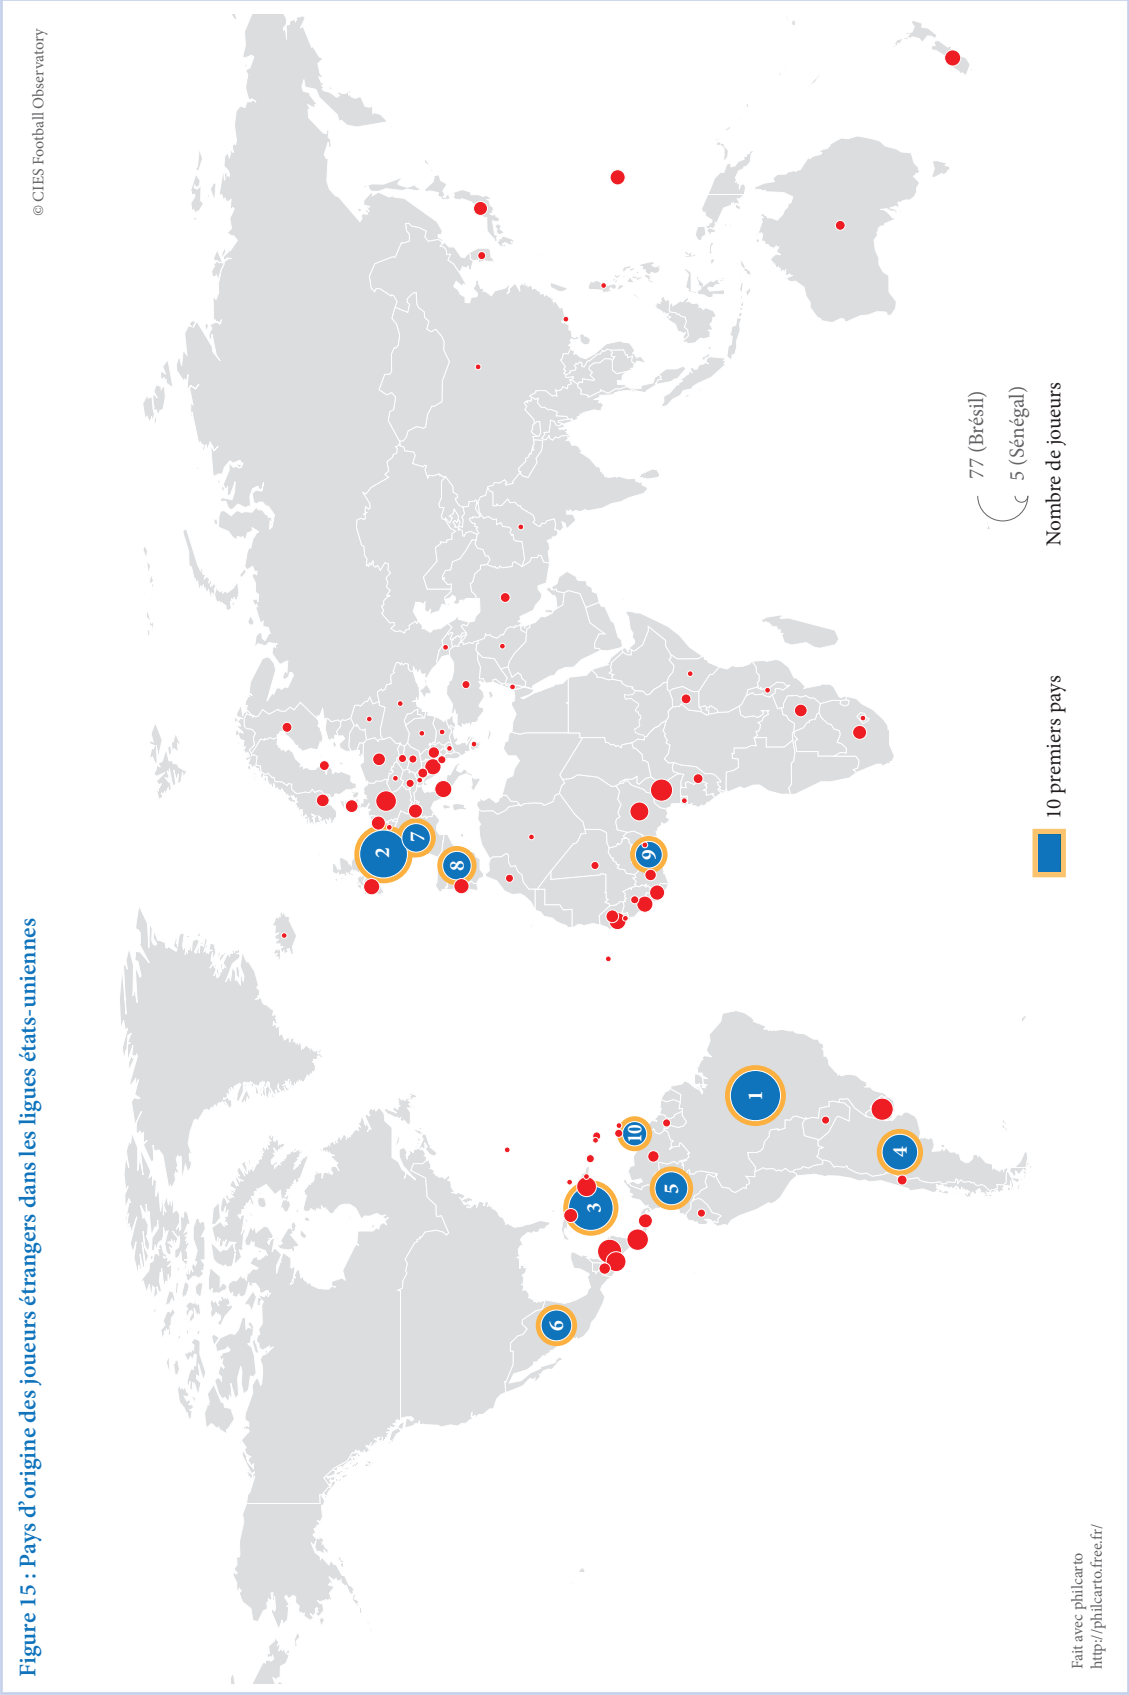 Figure 15 : Pays d'origine des joueurs étrangers dans les ligues états-uniennes
© CIES Football Observatory
2
7
8
9
3
10
1
5
4
6
77 (Brésil)
5 (Sénégal)
Nombre de joueurs
10 premiers pays
Fait avec philcarto
http://philcarto.free.fr/